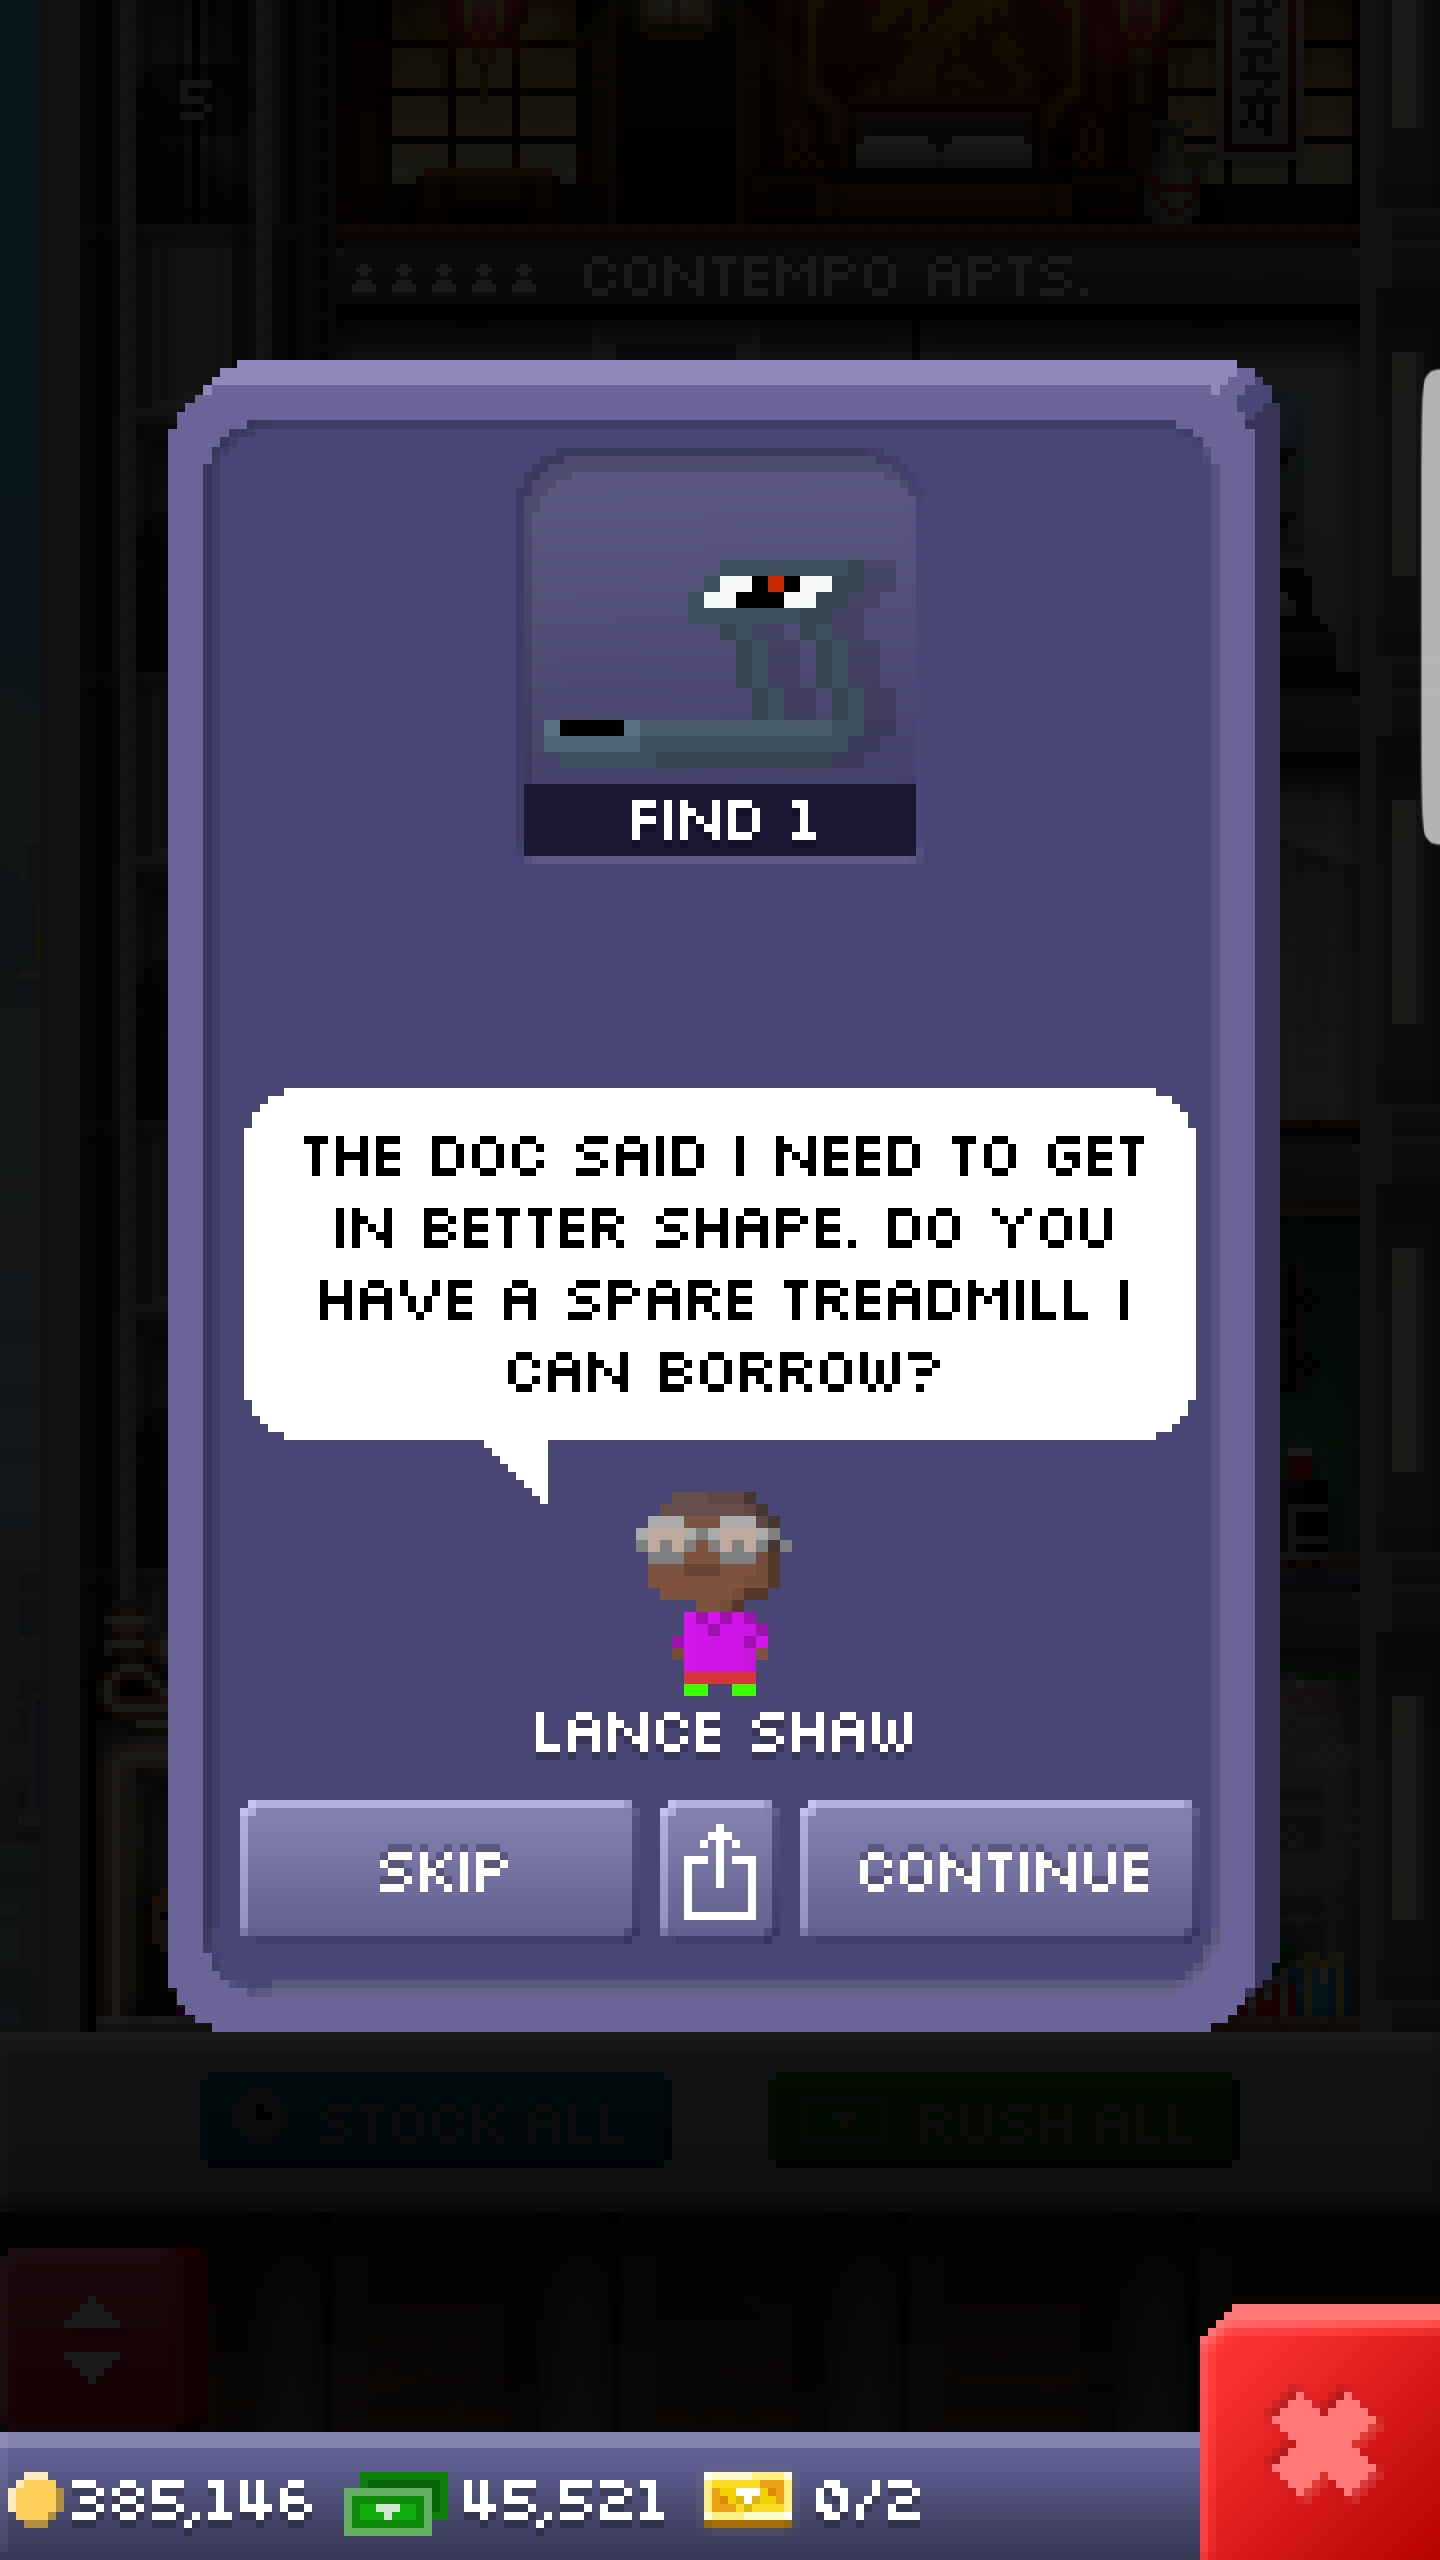 5
CONTEMPO APTS.
FIND 1
THE DOC SAID I NEED TO GET
IN BETTER SHAPE. DO YOU
HAVE A SPARE TREADMILL I
CAN BORROW?
LANCE SHAW
SKIP
CONTINUE
STOCK ALL
RUSH ALL
385,146
45,521
0/2